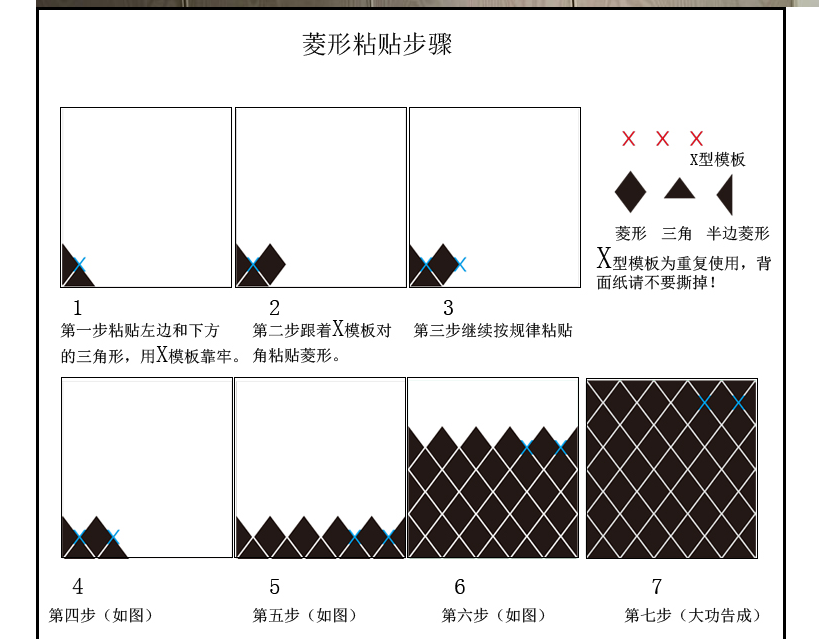 菱形粘贴步骤
X型模板
菱形 三角 半边菱形
X型模板为重复使用，背
面纸请不要撕掉！
1 2 3
第一步粘贴左边和下方
的三角形，用X模板靠牢。
第二步跟着X模板对
角粘贴菱形。
第三步继续按规律粘贴
4 5 6 7
第四步（如图） 第五步（如图） 第六步（如图） 第七步（大功告成）